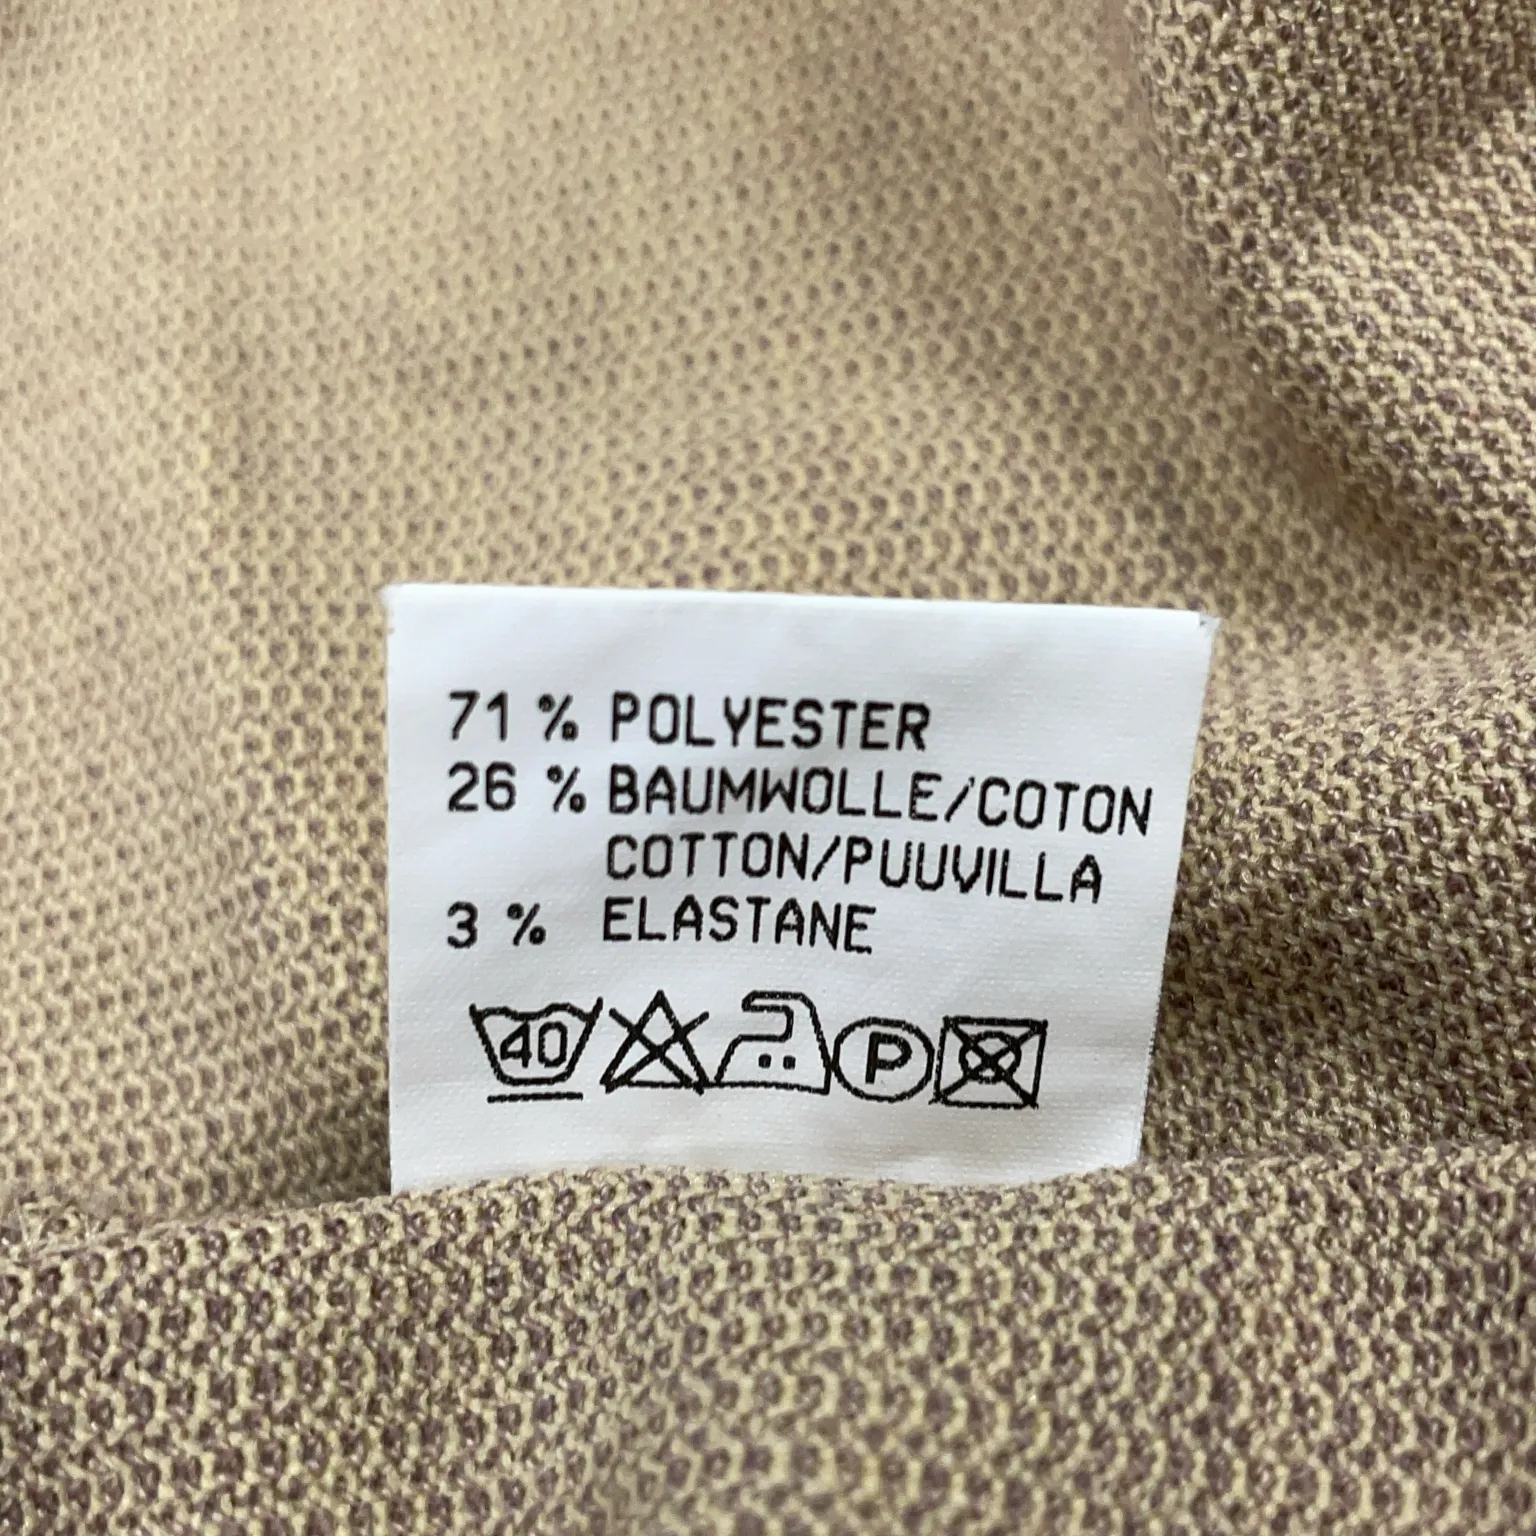 71 % POLYESTER
26 % BAUMWOLLE/COTON
COTTON/PUUVILLA
3 % ELASTANE
40 P